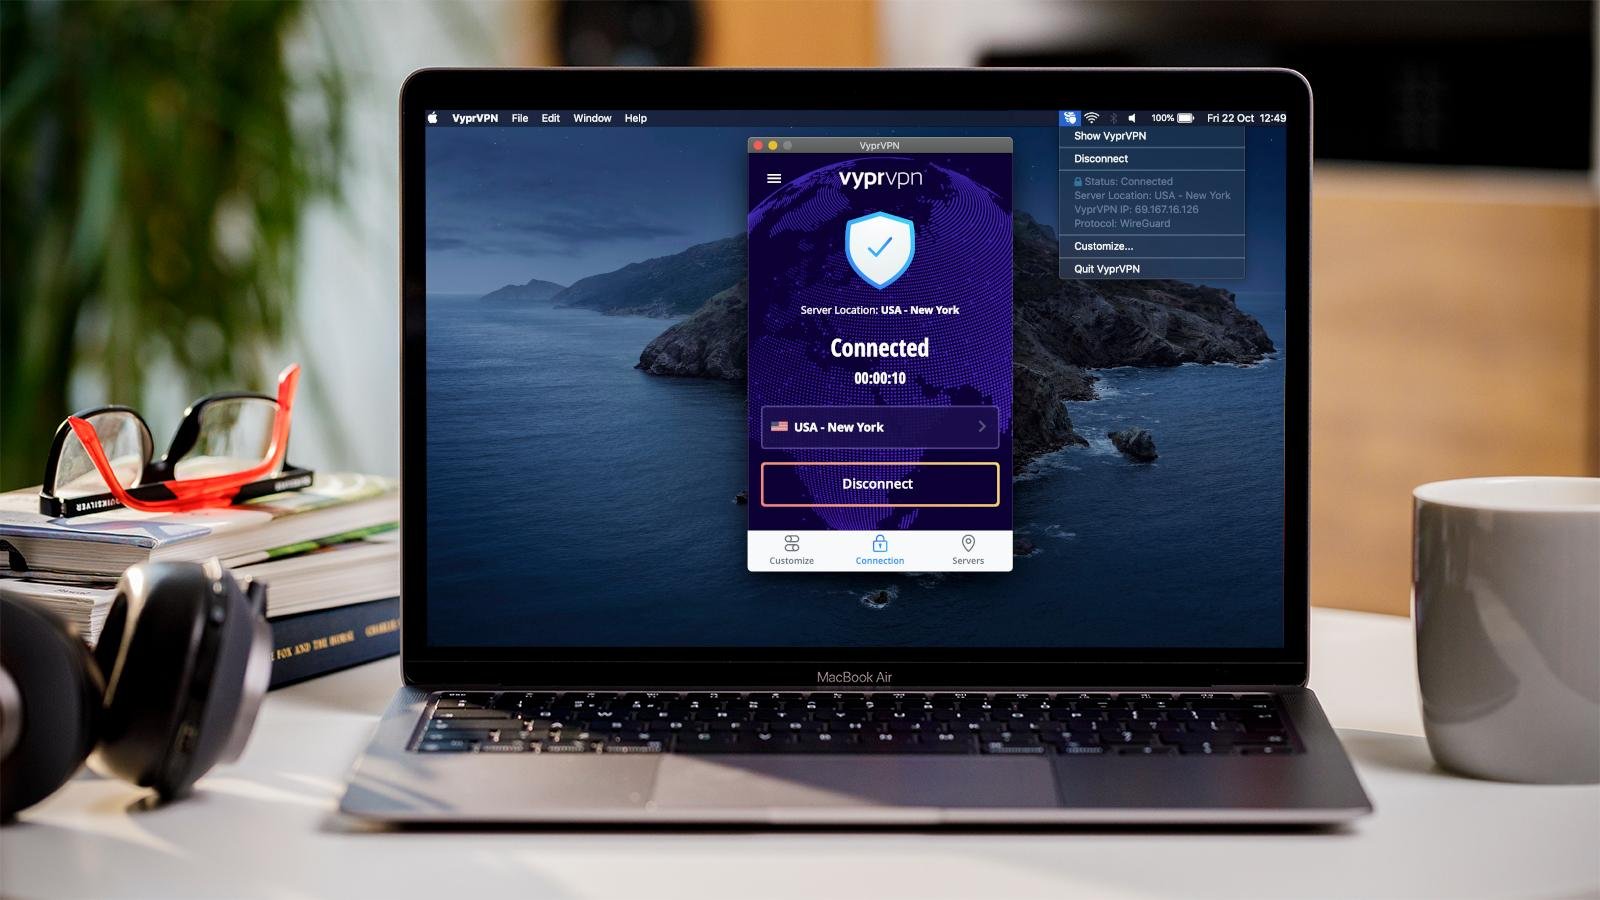 VyprVPN File Edit Window Help
100% Fri 22 Oct 12:49
Show VyprVPN
Disconnect
Status: Connected
Server Location: USA - New York
VyprVPN IP: 69.167.16.126
Protocol: WireGuard
Customize...
Quit VyprVPN
VyprVPN
vyprvpn
Server Location: USA - New York
Connected
00:00:10
USA - New York
Disconnect
Customize Connection Servers
MacBook Air
QUIKSILVER
FOX AND THE HORSE